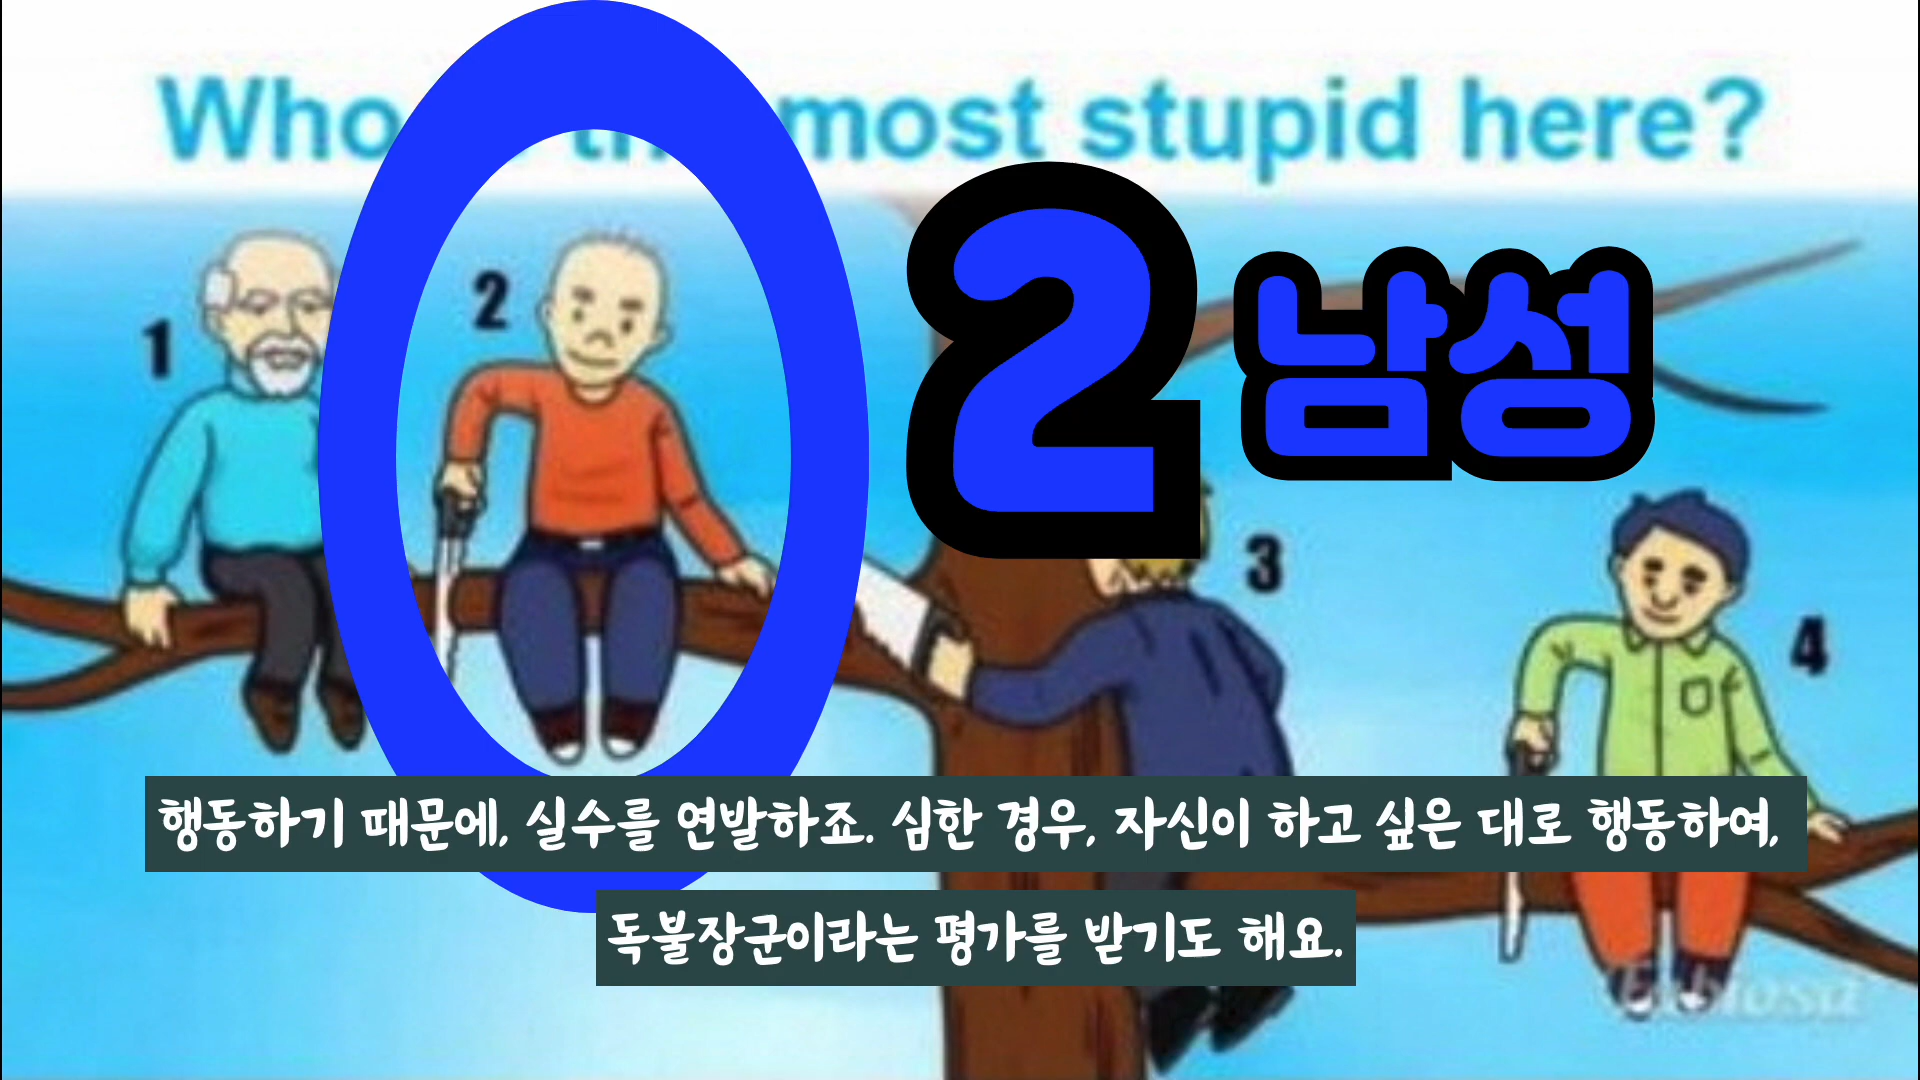 Who most stupid here?
1
2
2 남성
3
4
행동하기 때문에, 실수를 연발하죠. 심한 경우, 자신이 하고 싶은 대로 행동하여,
독불장군이라는 평가를 받기도 해요.
Fabiosa